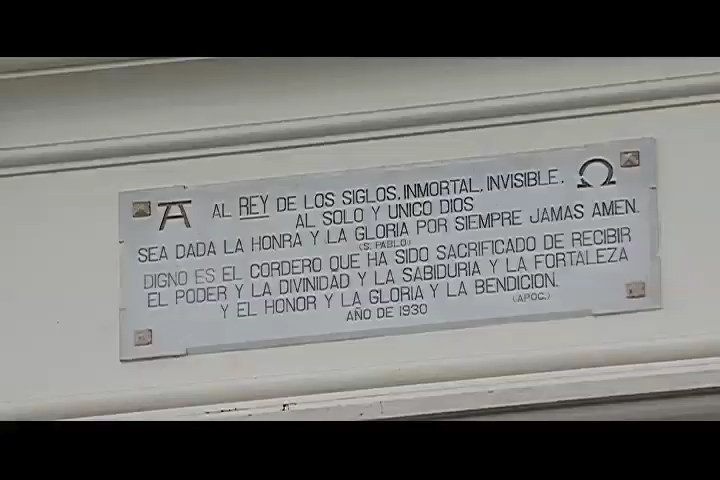 Α AL REY DE LOS SIGLOS, INMORTAL, INVISIBLE, Ω
AL SOLO Y UNICO DIOS
SEA DADA LA HONRA Y LA GLORIA POR SIEMPRE JAMAS AMEN.
(S. PABLO)
DIGNO ES EL CORDERO QUE HA SIDO SACRIFICADO DE RECIBIR
EL PODER Y LA DIVINIDAD Y LA SABIDURIA Y LA FORTALEZA
Y EL HONOR Y LA GLORIA Y LA BENDICION.
(APOC.)
AÑO DE 1930